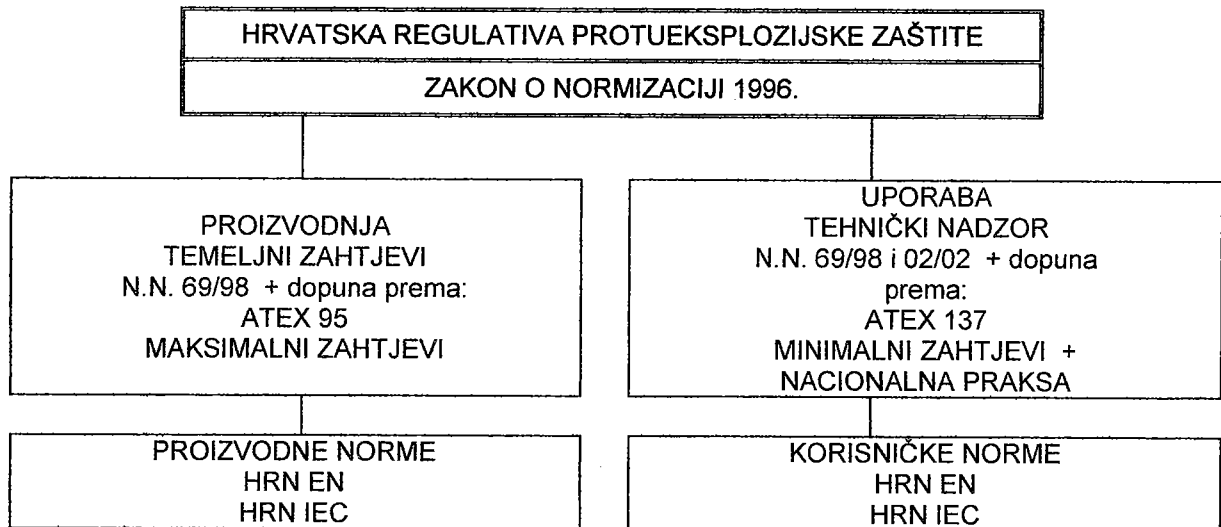 HRVATSKA REGULATIVA PROTUEKSPLOZIJSKE ZAŠTITE
ZAKON O NORMIZACIJI 1996.
PROIZVODNJA
TEMELJNI ZAHTJEVI
N.N. 69/98 + dopuna prema:
ATEX 95
MAKSIMALNI ZAHTJEVI
UPORABA
TEHNIČKI NADZOR
N.N. 69/98 i 02/02 + dopuna
prema:
ATEX 137
MINIMALNI ZAHTJEVI +
NACIONALNA PRAKSA
PROIZVODNE NORME
HRN EN
HRN IEC
KORISNIČKE NORME
HRN EN
HRN IEC